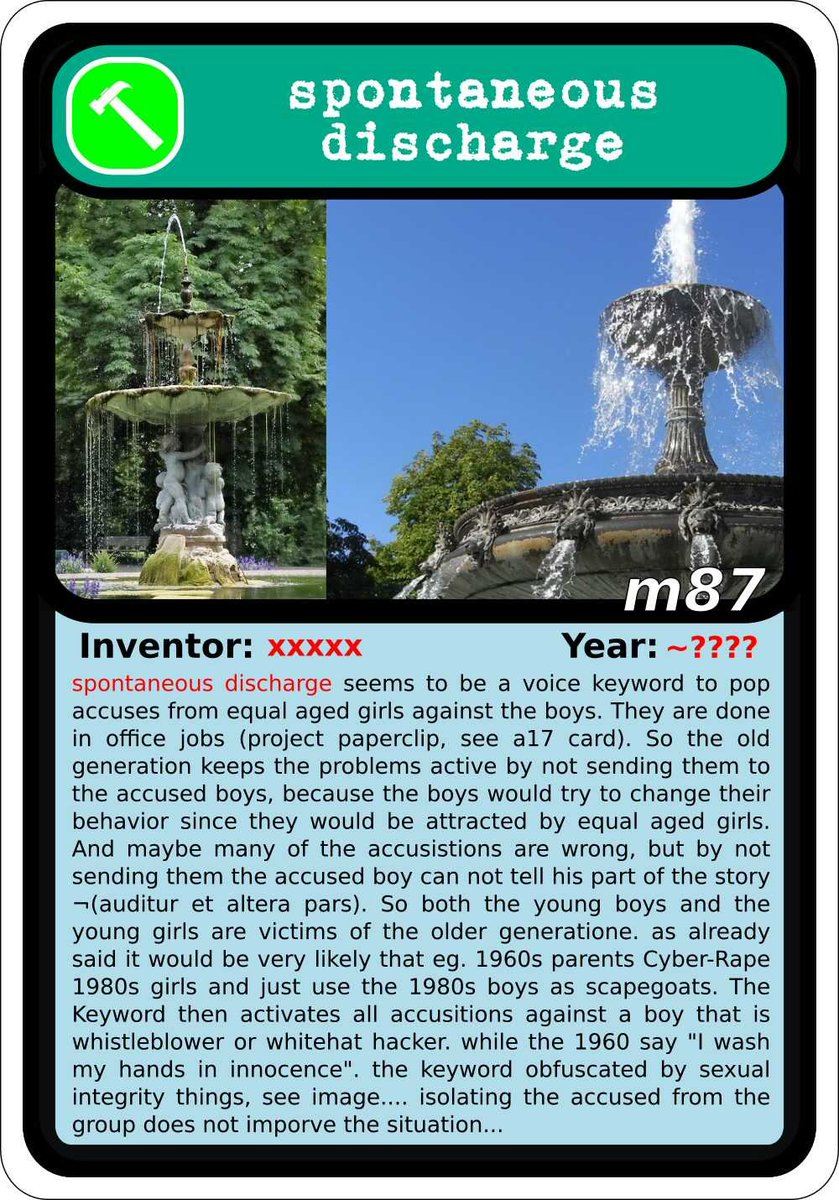 spontaneous
discharge
m87
Inventor: xxxxx Year: ~????
spontaneous discharge seems to be a voice keyword to pop
accuses from equal aged girls against the boys. They are done
in office jobs (project paperclip, see a17 card). So the old
generation keeps the problems active by not sending them to
the accused boys, because the boys would try to change their
behavior since they would be attracted by equal aged girls.
And maybe many of the accusistions are wrong, but by not
sending them the accused boy can not tell his part of the story
¬(auditur et altera pars). So both the young boys and the
young girls are victims of the older generatione. as already
said it would be very likely that eg. 1960s parents Cyber-Rape
1980s girls and just use the 1980s boys as scapegoats. The
Keyword then activates all accusitions against a boy that is
whistleblower or whitehat hacker. while the 1960 say "I wash
my hands in innocence". the keyword obfuscated by sexual
integrity things, see image.... isolating the accused from the
group does not imporve the situation...